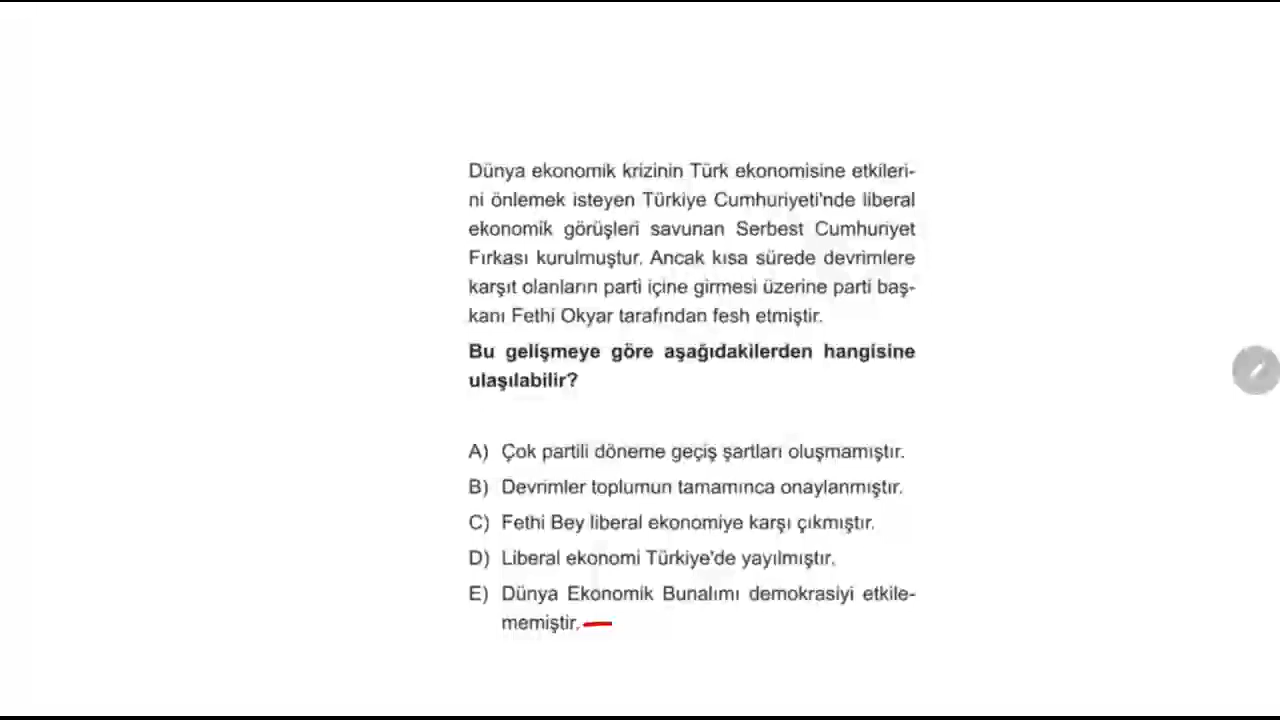 Dünya ekonomik krizinin Türk ekonomisine etkileri-
ni önlemek isteyen Türkiye Cumhuriyeti'nde liberal
ekonomik görüşleri savunan Serbest Cumhuriyet
Fırkası kurulmuştur. Ancak kısa sürede devrimlere
karşıt olanların parti içine girmesi üzerine parti baş-
kanı Fethi Okyar tarafından fesh etmiştir.
Bu gelişmeye göre aşağıdakilerden hangisine
ulaşılabilir?
A) Çok partili döneme geçiş şartları oluşmamıştır.
B) Devrimler toplumun tamamınca onaylanmıştır.
C) Fethi Bey liberal ekonomiye karşı çıkmıştır.
D) Liberal ekonomi Türkiye'de yayılmıştır.
E) Dünya Ekonomik Bunalımı demokrasiyi etkile-
memiştir.